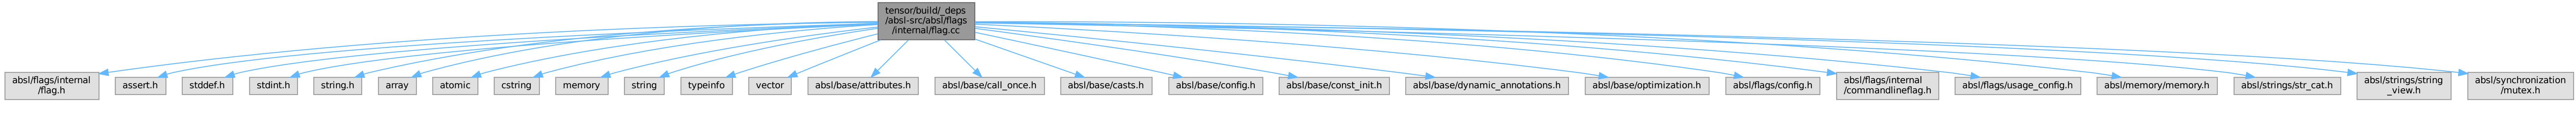 tensor/build/_deps
/absl-src/absl/flags
/internal/flag.cc
absl/flags/internal
/flag.h
assert.h
stddef.h
stdint.h
string.h
array
atomic
cstring
memory
string
typeinfo
vector
absl/base/attributes.h
absl/base/call_once.h
absl/base/casts.h
absl/base/config.h
absl/base/const_init.h
absl/base/dynamic_annotations.h
absl/base/optimization.h
absl/flags/config.h
absl/flags/internal
/commandlineflag.h
absl/flags/usage_config.h
absl/memory/memory.h
absl/strings/str_cat.h
absl/strings/string
_view.h
absl/synchronization
/mutex.h